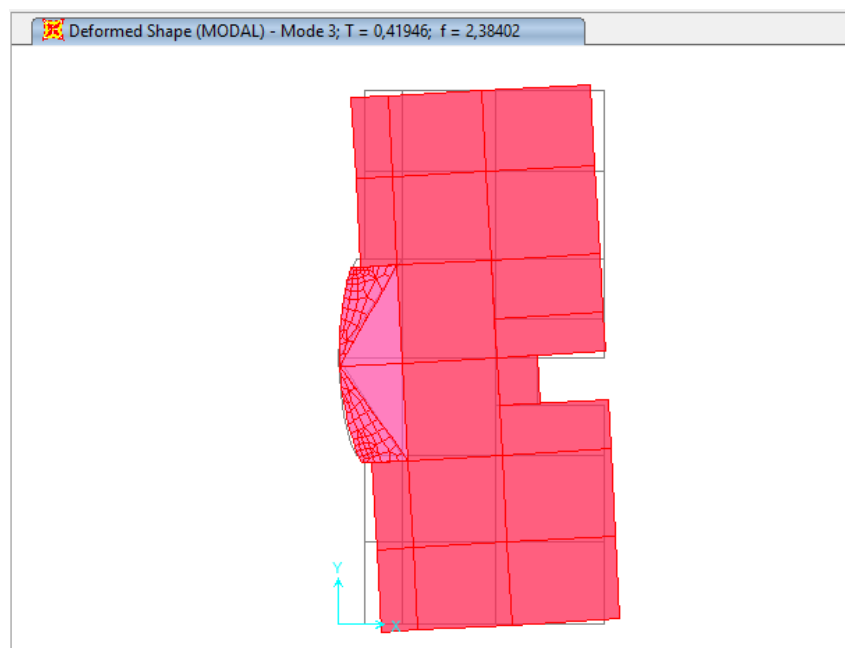 Deformed Shape (MODAL) - Mode 3; T = 0,41946; f = 2,38402
Y
X